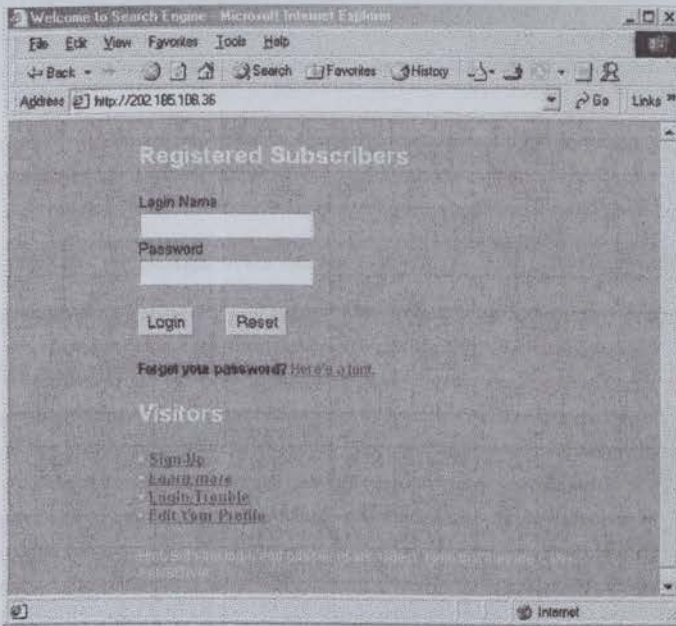 Welcome to Search Engine - Microsoft Internet Explorer
File Edit View Favorites Tools Help
Back Search Favorites History
Address http://202.185.108.36 Go Links »
Registered Subscribers
Login Name
Password
Login Reset
Forgot your password? Here's a hint.
Visitors
Sign Up
Learn more
Login Trouble
Edit Your Profile
Internet